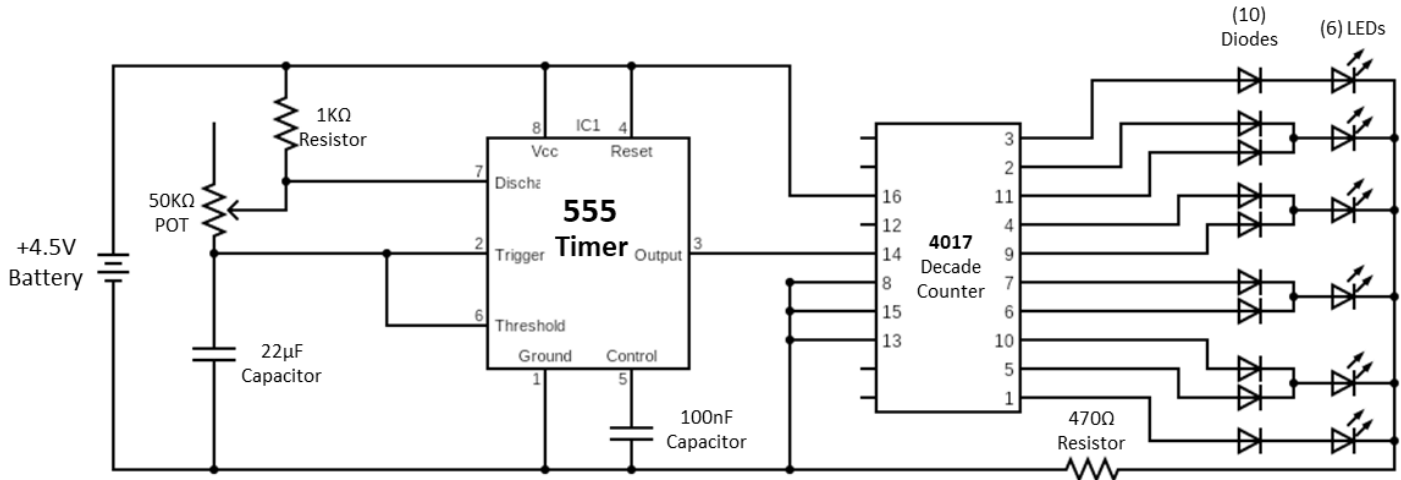 (10)
Diodes
(6) LEDs
1KΩ
Resistor
8
IC1
4
Vcc
Reset
7
Discha
50KΩ
POT
555
Timer
2
Trigger
Output
3
+4.5V
Battery
6
Threshold
22μF
Capacitor
Ground
Control
1
5
100nF
Capacitor
16
12
14
8
15
13
4017
Decade
Counter
3
2
11
4
9
7
6
10
5
1
470Ω
Resistor